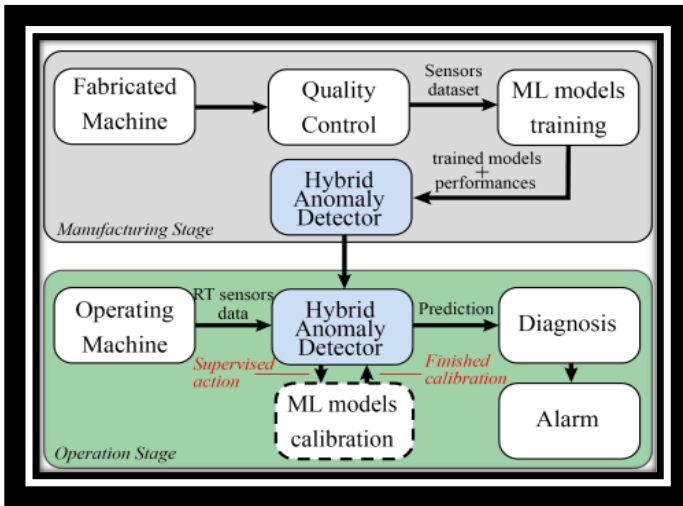 Fabricated
Machine
Quality
Control
Sensors
dataset
ML models
training
trained models
+
performances
Hybrid
Anomaly
Detector
Manufacturing Stage
Operating
Machine
RT sensors
data
Hybrid
Anomaly
Detector
Prediction
Diagnosis
Supervised
action
Finished
calibration
ML models
calibration
Alarm
Operation Stage